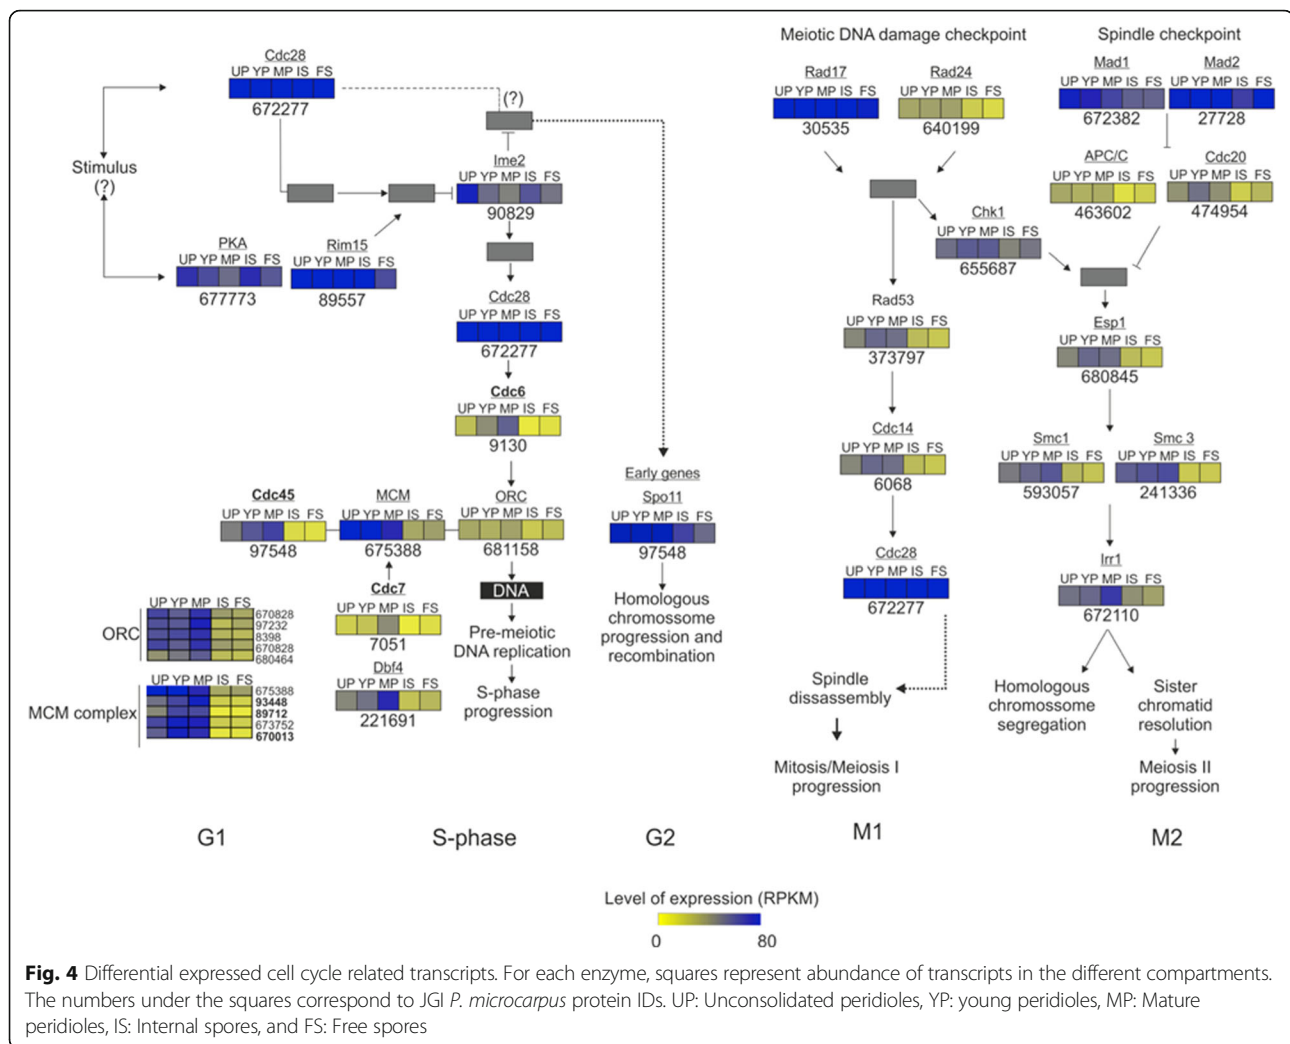 Meiotic DNA damage checkpoint
Spindle checkpoint
Cdc28
UP YP MP IS FS
672277
(?)
Stimulus
(?)
Ime2
UP YP MP IS FS
90829
PKA
UP YP MP IS FS
677773
Rim15
UP YP MP IS FS
89557
Cdc28
UP YP MP IS FS
672277
Cdc6
UP YP MP IS FS
9130
Cdc45
UP YP MP IS FS
97548
MCM
UP YP MP IS FS
675388
ORC
UP YP MP IS FS
681158
Cdc7
UP YP MP IS FS
7051
Dbf4
UP YP MP IS FS
221691
DNA
Pre-meiotic
DNA replication
S-phase
progression
UP YP MP IS FS
ORC
670828
97232
8398
670828
680464
UP YP MP IS FS
MCM complex
675388
93448
89712
673752
670013
Early genes
Spo11
UP YP MP IS FS
97548
Homologous
chromossome
progression and
recombination
Rad17
UP YP MP IS FS
30535
Rad24
UP YP MP IS FS
640199
Chk1
UP YP MP IS FS
655687
Rad53
UP YP MP IS FS
373797
Cdc14
UP YP MP IS FS
6068
Cdc28
UP YP MP IS FS
672277
Spindle
disassembly
Mitosis/Meiosis I
progression
Mad1
UP YP MP IS FS
672382
Mad2
UP YP MP IS FS
27728
APC/C
UP YP MP IS FS
463602
Cdc20
UP YP MP IS FS
474954
Esp1
UP YP MP IS FS
680845
Smc1
UP YP MP IS FS
593057
Smc 3
UP YP MP IS FS
241336
Irr1
UP YP MP IS FS
672110
Homologous
chromossome
segregation
Sister
chromatid
resolution
Meiosis II
progression
G1
S-phase
G2
M1
M2
Level of expression (RPKM)
0
80
Fig. 4 Differential expressed cell cycle related transcripts. For each enzyme, squares represent abundance of transcripts in the different compartments.
The numbers under the squares correspond to JGI P. microcarpus protein IDs. UP: Unconsolidated peridioles, YP: young peridioles, MP: Mature
peridioles, IS: Internal spores, and FS: Free spores